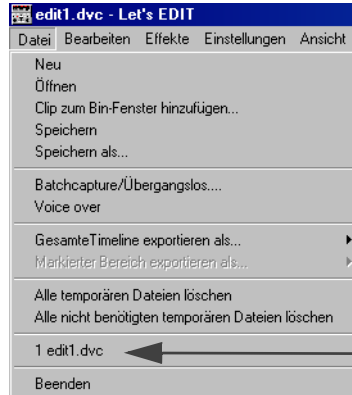 edit1.dvc - Let's EDIT
Datei Bearbeiten Effekte Einstellungen Ansicht
Neu
Öffnen
Clip zum Bin-Fenster hinzufügen...
Speichern
Speichern als...
Batchcapture/Übergangslos....
Voice over
GesamteTimeline exportieren als...
Markierter Bereich exportieren als...
Alle temporären Dateien löschen
Alle nicht benötigten temporären Dateien löschen
1 edit1.dvc
Beenden